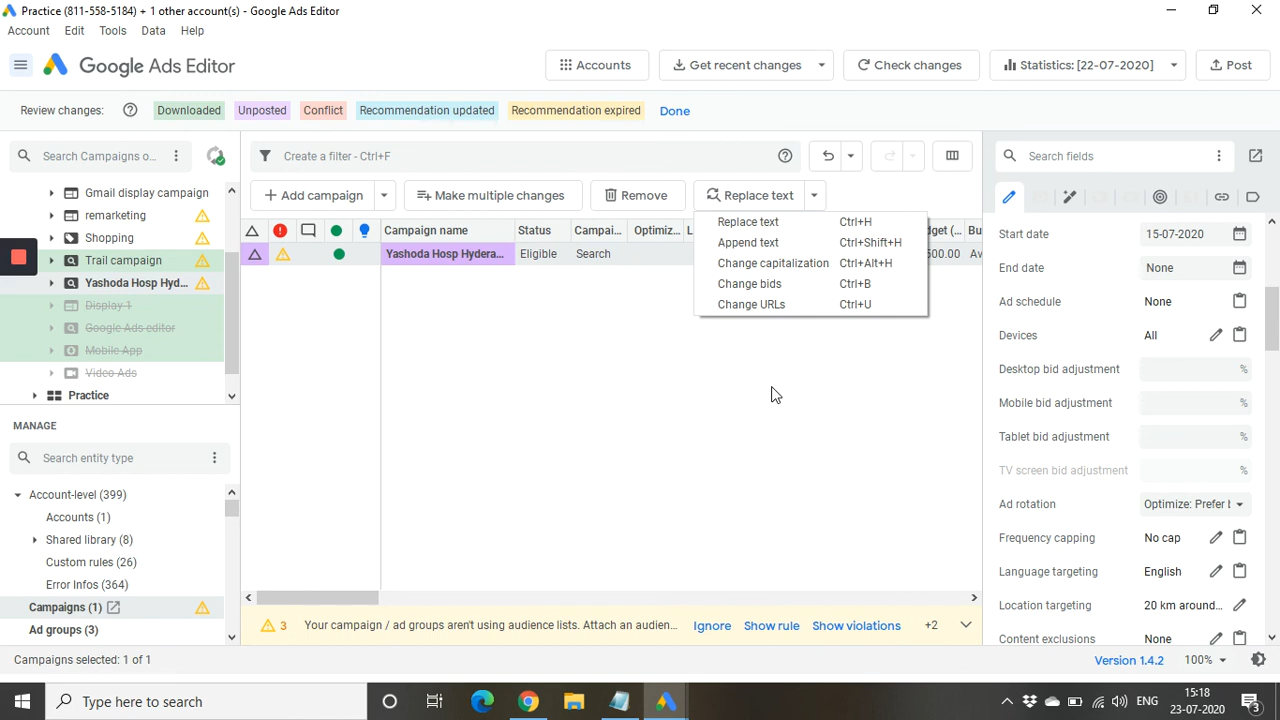 Practice (811-558-5184) + 1 other account(s) - Google Ads Editor
Account Edit Tools Data Help
Google Ads Editor
Accounts
Get recent changes
Check changes
Statistics: [22-07-2020]
Post
Review changes:
Downloaded
Unposted
Conflict
Recommendation updated
Recommendation expired
Done
Search Campaigns o...
Gmail display campaign
remarketing
Shopping
Trail campaign
Yashoda Hosp Hyd...
Display 1
Google Ads editor
Mobile App
Video Ads
Practice
MANAGE
Search entity type
Account-level (399)
Accounts (1)
Shared library (8)
Custom rules (26)
Error Infos (364)
Campaigns (1)
Ad groups (3)
Campaigns selected: 1 of 1
Create a filter - Ctrl+F
Add campaign
Make multiple changes
Remove
Replace text
Campaign name Status Campai... Optimiz...
Yashoda Hosp Hydera... Eligible Search
Replace text Ctrl+H
Append text Ctrl+Shift+H
Change capitalization Ctrl+Alt+H
Change bids Ctrl+B
Change URLs Ctrl+U
3 Your campaign / ad groups aren't using audience lists. Attach an audien... Ignore Show rule Show violations +2
Search fields
Start date 15-07-2020
End date None
Ad schedule None
Devices All
Desktop bid adjustment %
Mobile bid adjustment %
Tablet bid adjustment %
TV screen bid adjustment %
Ad rotation Optimize: Prefer
Frequency capping No cap
Language targeting English
Location targeting 20 km around...
Content exclusions None
Version 1.4.2 100%
Type here to search
ENG
15:18
23-07-2020
3